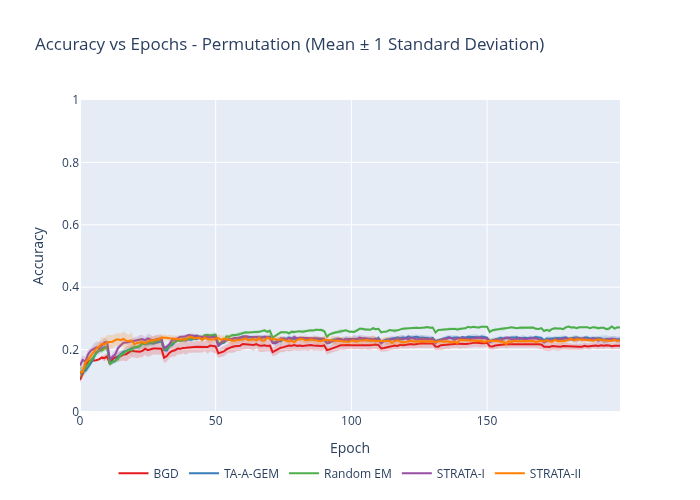 Accuracy vs Epochs - Permutation (Mean ± 1 Standard Deviation)
1
0.8
0.6
0.4
0.2
0
Accuracy
0 50 100 150
Epoch
BGD TA-A-GEM Random EM STRATA-I STRATA-II